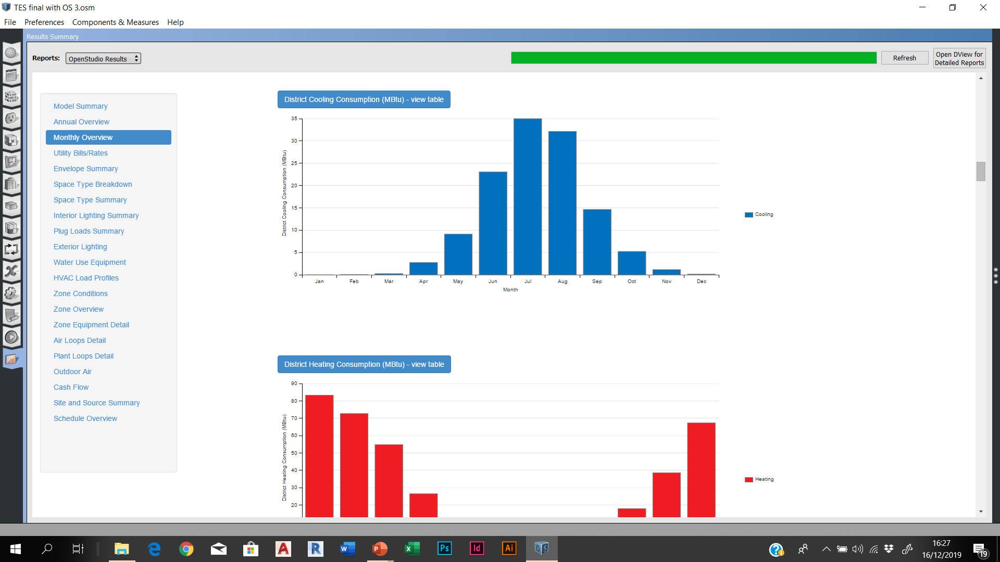 TES final with OS 3.osm
File Preferences Components & Measures Help
Results Summary
Reports: OpenStudio Results Refresh Open DView for
Detailed Reports
Model Summary
Annual Overview
Monthly Overview
Utility Bills/Rates
Envelope Summary
Space Type Breakdown
Space Type Summary
Interior Lighting Summary
Plug Loads Summary
Exterior Lighting
Water Use Equipment
HVAC Load Profiles
Zone Conditions
Zone Overview
Zone Equipment Detail
Air Loops Detail
Plant Loops Detail
Outdoor Air
Cash Flow
Site and Source Summary
Schedule Overview
District Cooling Consumption (MBtu) - view table
District Cooling Consumption (MBtu)
35
30
25
20
15
10
5
0
Jan Feb Mar Apr May Jun Jul Aug Sep Oct Nov Dec
Month
Cooling
District Heating Consumption (MBtu) - view table
District Heating Consumption (MBtu)
90
80
70
60
50
40
30
20
Heating
16:27
16/12/2019
19